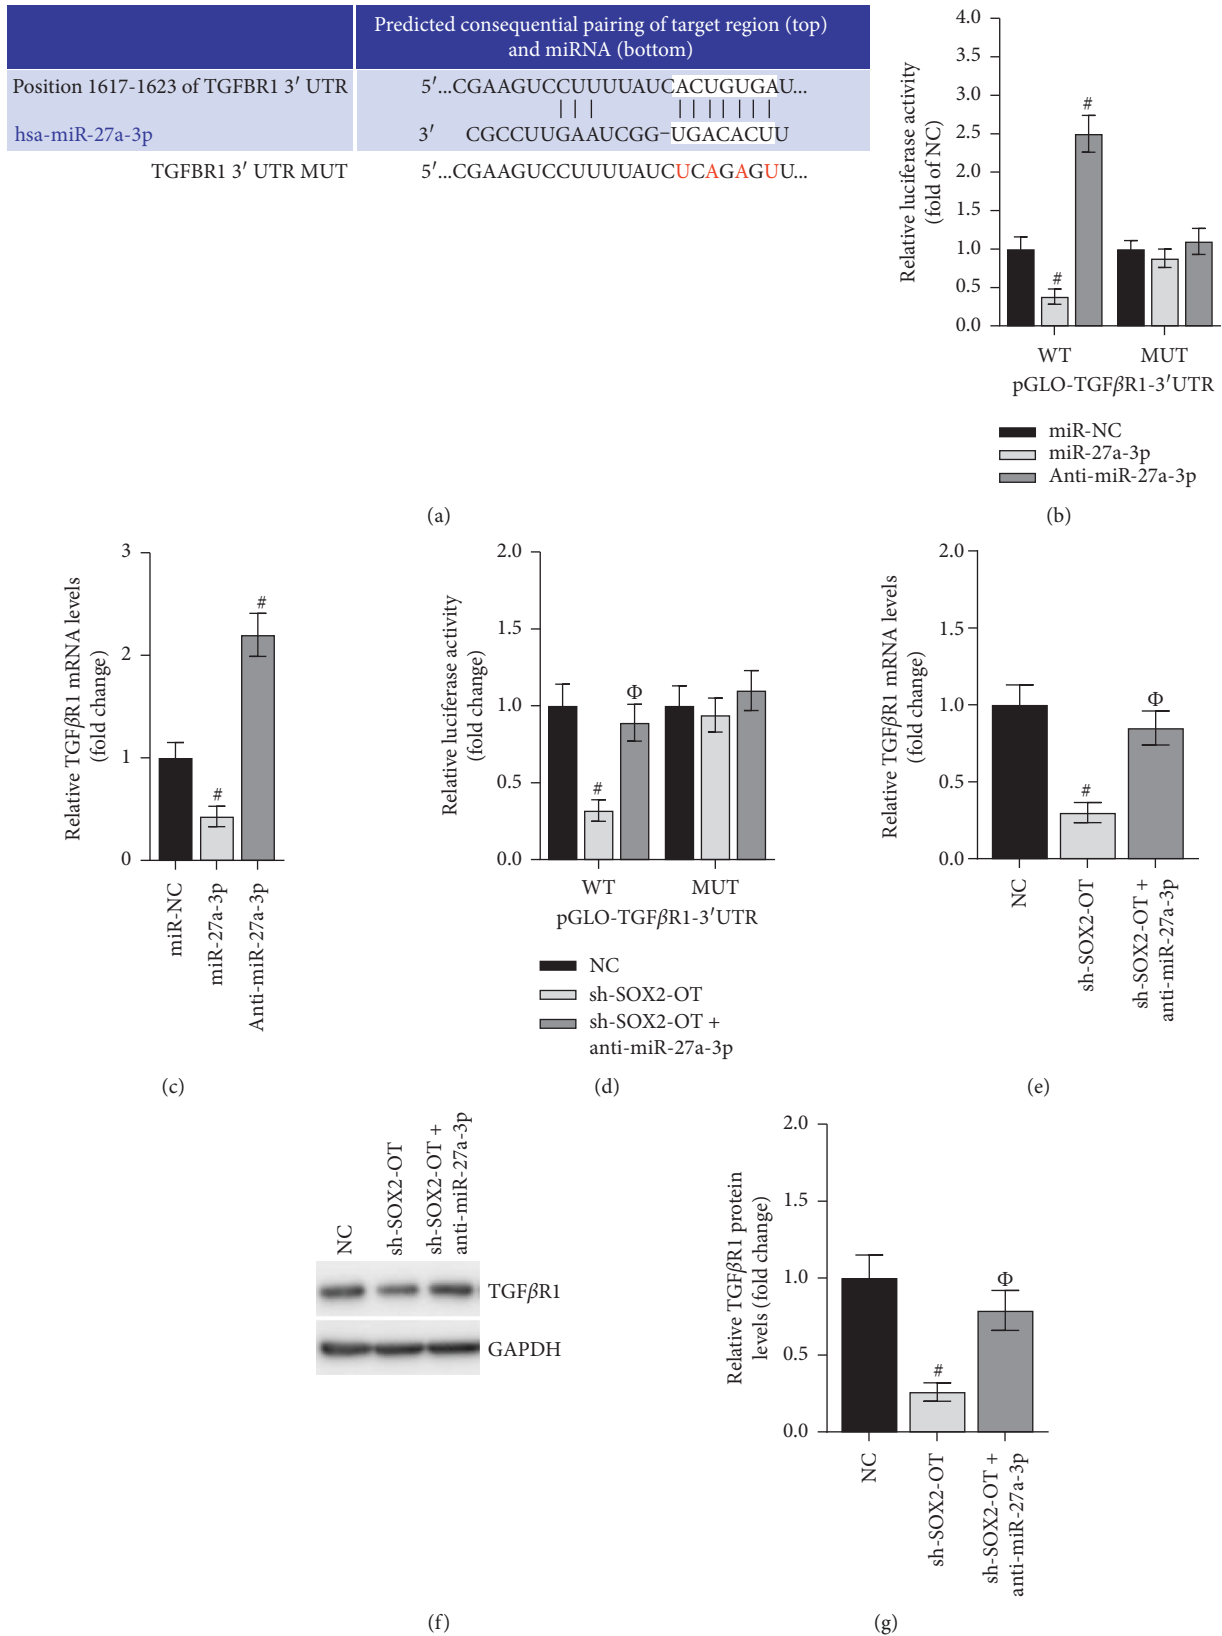 Predicted consequential pairing of target region (top)
and miRNA (bottom)
Position 1617-1623 of TGFBR1 3′ UTR
5′...CGAAGUCCUUUUAUCACUGUGAU...
hsa-miR-27a-3p
3′ CGCCUUGAAUCGG-UGACACUU
TGFBR1 3′ UTR MUT
5′...CGAAGUCCUUUUAUCUCAGAGUU...
(a)
Relative luciferase activity
(fold of NC)
4.0
3.5
3.0
2.5
2.0
1.5
1.0
0.5
0.0
#
#
WT
MUT
pGLO-TGFβR1-3′UTR
miR-NC
miR-27a-3p
Anti-miR-27a-3p
(b)
Relative TGFβR1 mRNA levels
(fold change)
3
2
1
0
#
#
miR-NC
miR-27a-3p
Anti-miR-27a-3p
(c)
Relative luciferase activity
(fold change)
2.0
1.5
1.0
0.5
0.0
#
Φ
WT
MUT
pGLO-TGFβR1-3′UTR
NC
sh-SOX2-OT
sh-SOX2-OT +
anti-miR-27a-3p
(d)
Relative TGFβR1 mRNA levels
(fold change)
2.0
1.5
1.0
0.5
0.0
#
Φ
NC
sh-SOX2-OT
sh-SOX2-OT +
anti-miR-27a-3p
(e)
NC
sh-SOX2-OT
sh-SOX2-OT +
anti-miR-27a-3p
TGFβR1
GAPDH
(f)
Relative TGFβR1 protein
levels (fold change)
2.0
1.5
1.0
0.5
0.0
#
Φ
NC
sh-SOX2-OT
sh-SOX2-OT +
anti-miR-27a-3p
(g)